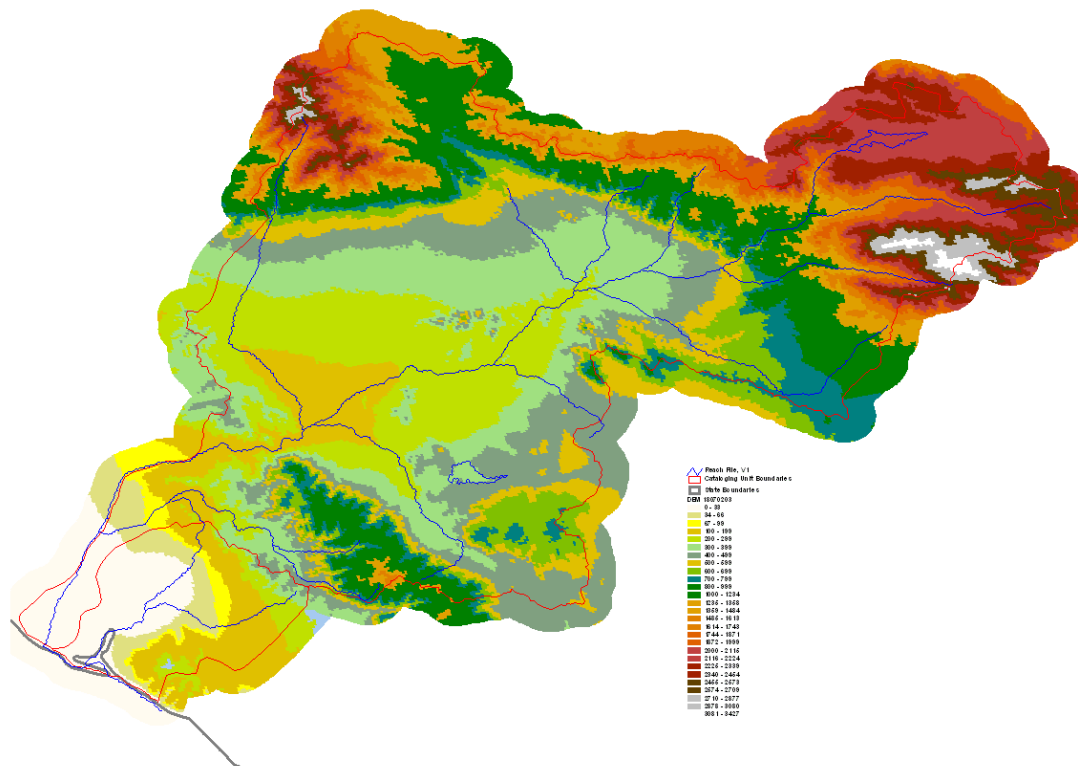 Reach File, V1
Cataloging Unit Boundaries
State Boundaries
DEM 18070203
0 - 33
34 - 66
67 - 99
100 - 199
200 - 299
300 - 399
400 - 499
500 - 599
600 - 699
700 - 799
800 - 999
1000 - 1234
1235 - 1358
1359 - 1484
1485 - 1613
1614 - 1743
1744 - 1871
1872 - 1999
2000 - 2115
2116 - 2224
2225 - 2339
2340 - 2454
2455 - 2573
2574 - 2709
2710 - 2877
2878 - 3080
3081 - 3427